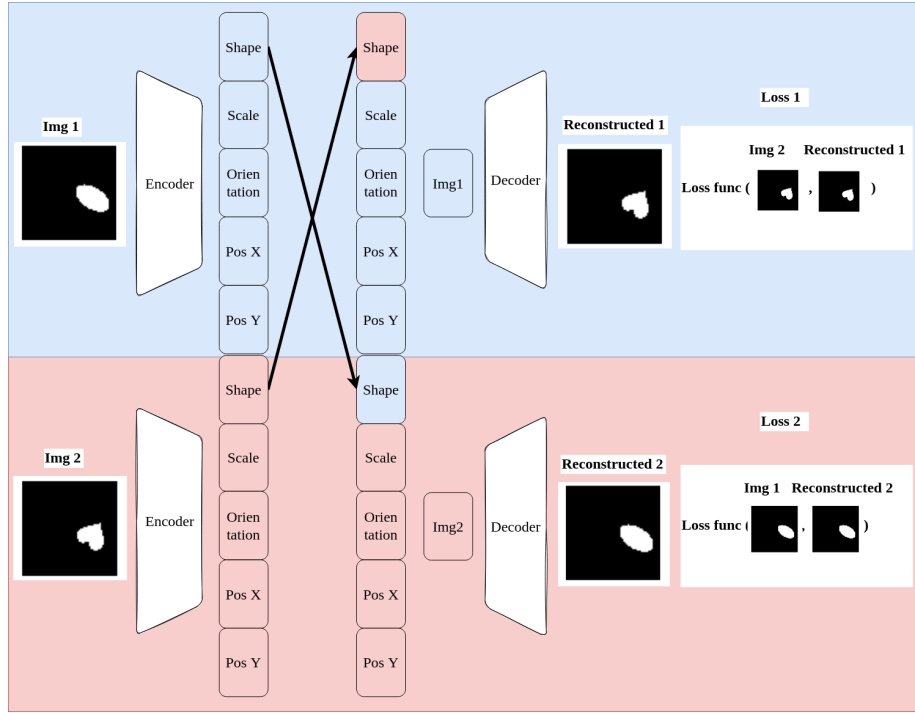 Img 1
Encoder
Shape
Scale
Orien
tation
Pos X
Pos Y
Shape
Scale
Orien
tation
Pos X
Pos Y
Img1
Decoder
Reconstructed 1
Loss 1
Img 2 Reconstructed 1
Loss func ( , )
Img 2
Encoder
Shape
Scale
Orien
tation
Pos X
Pos Y
Shape
Scale
Orien
tation
Pos X
Pos Y
Img2
Decoder
Reconstructed 2
Loss 2
Img 1 Reconstructed 2
Loss func ( , )